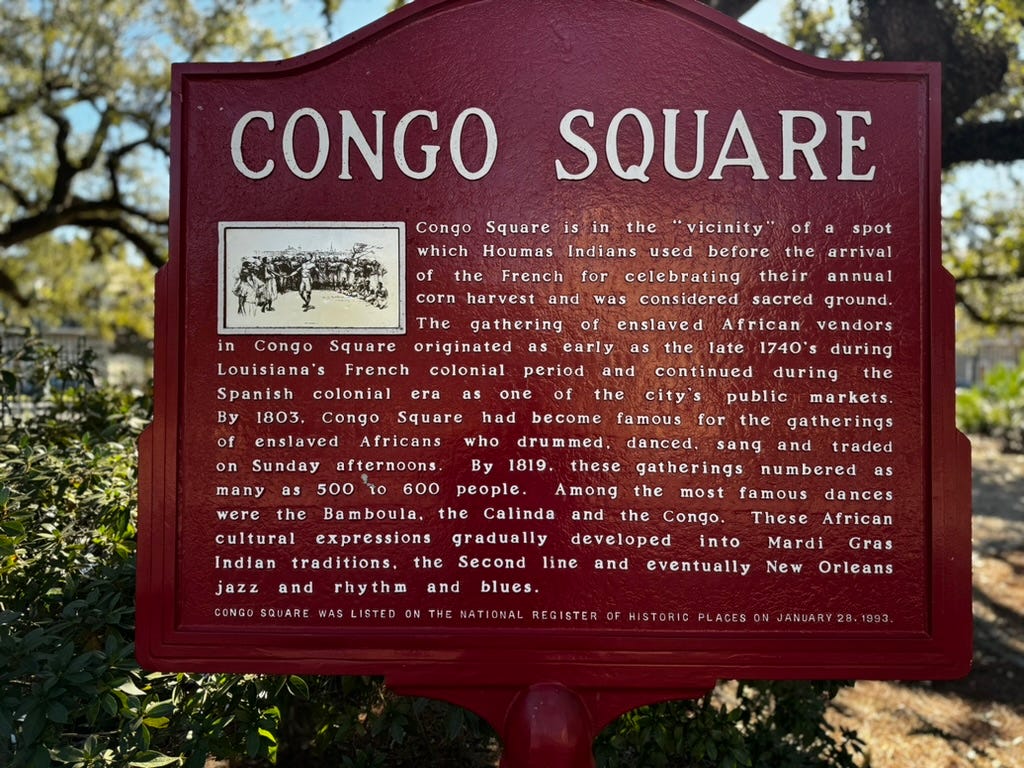 CONGO SQUARE
Congo Square is in the "vicinity" of a spot
which Houmas Indians used before the arrival
of the French for celebrating their annual
corn harvest and was considered sacred ground.
The gathering of enslaved African vendors
in Congo Square originated as early as the late 1740's during
Louisiana's French colonial period and continued during the
Spanish colonial era as one of the city's public markets.
By 1803, Congo Square had become famous for the gatherings
of enslaved Africans who drummed, danced, sang and traded
on Sunday afternoons. By 1819, these gatherings numbered as
many as 500 to 600 people. Among the most famous dances
were the Bamboula, the Calinda and the Congo. These African
cultural expressions gradually developed into Mardi Gras
Indian traditions, the Second line and eventually New Orleans
jazz and rhythm and blues.
CONGO SQUARE WAS LISTED ON THE NATIONAL REGISTER OF HISTORIC PLACES ON JANUARY 28, 1993.